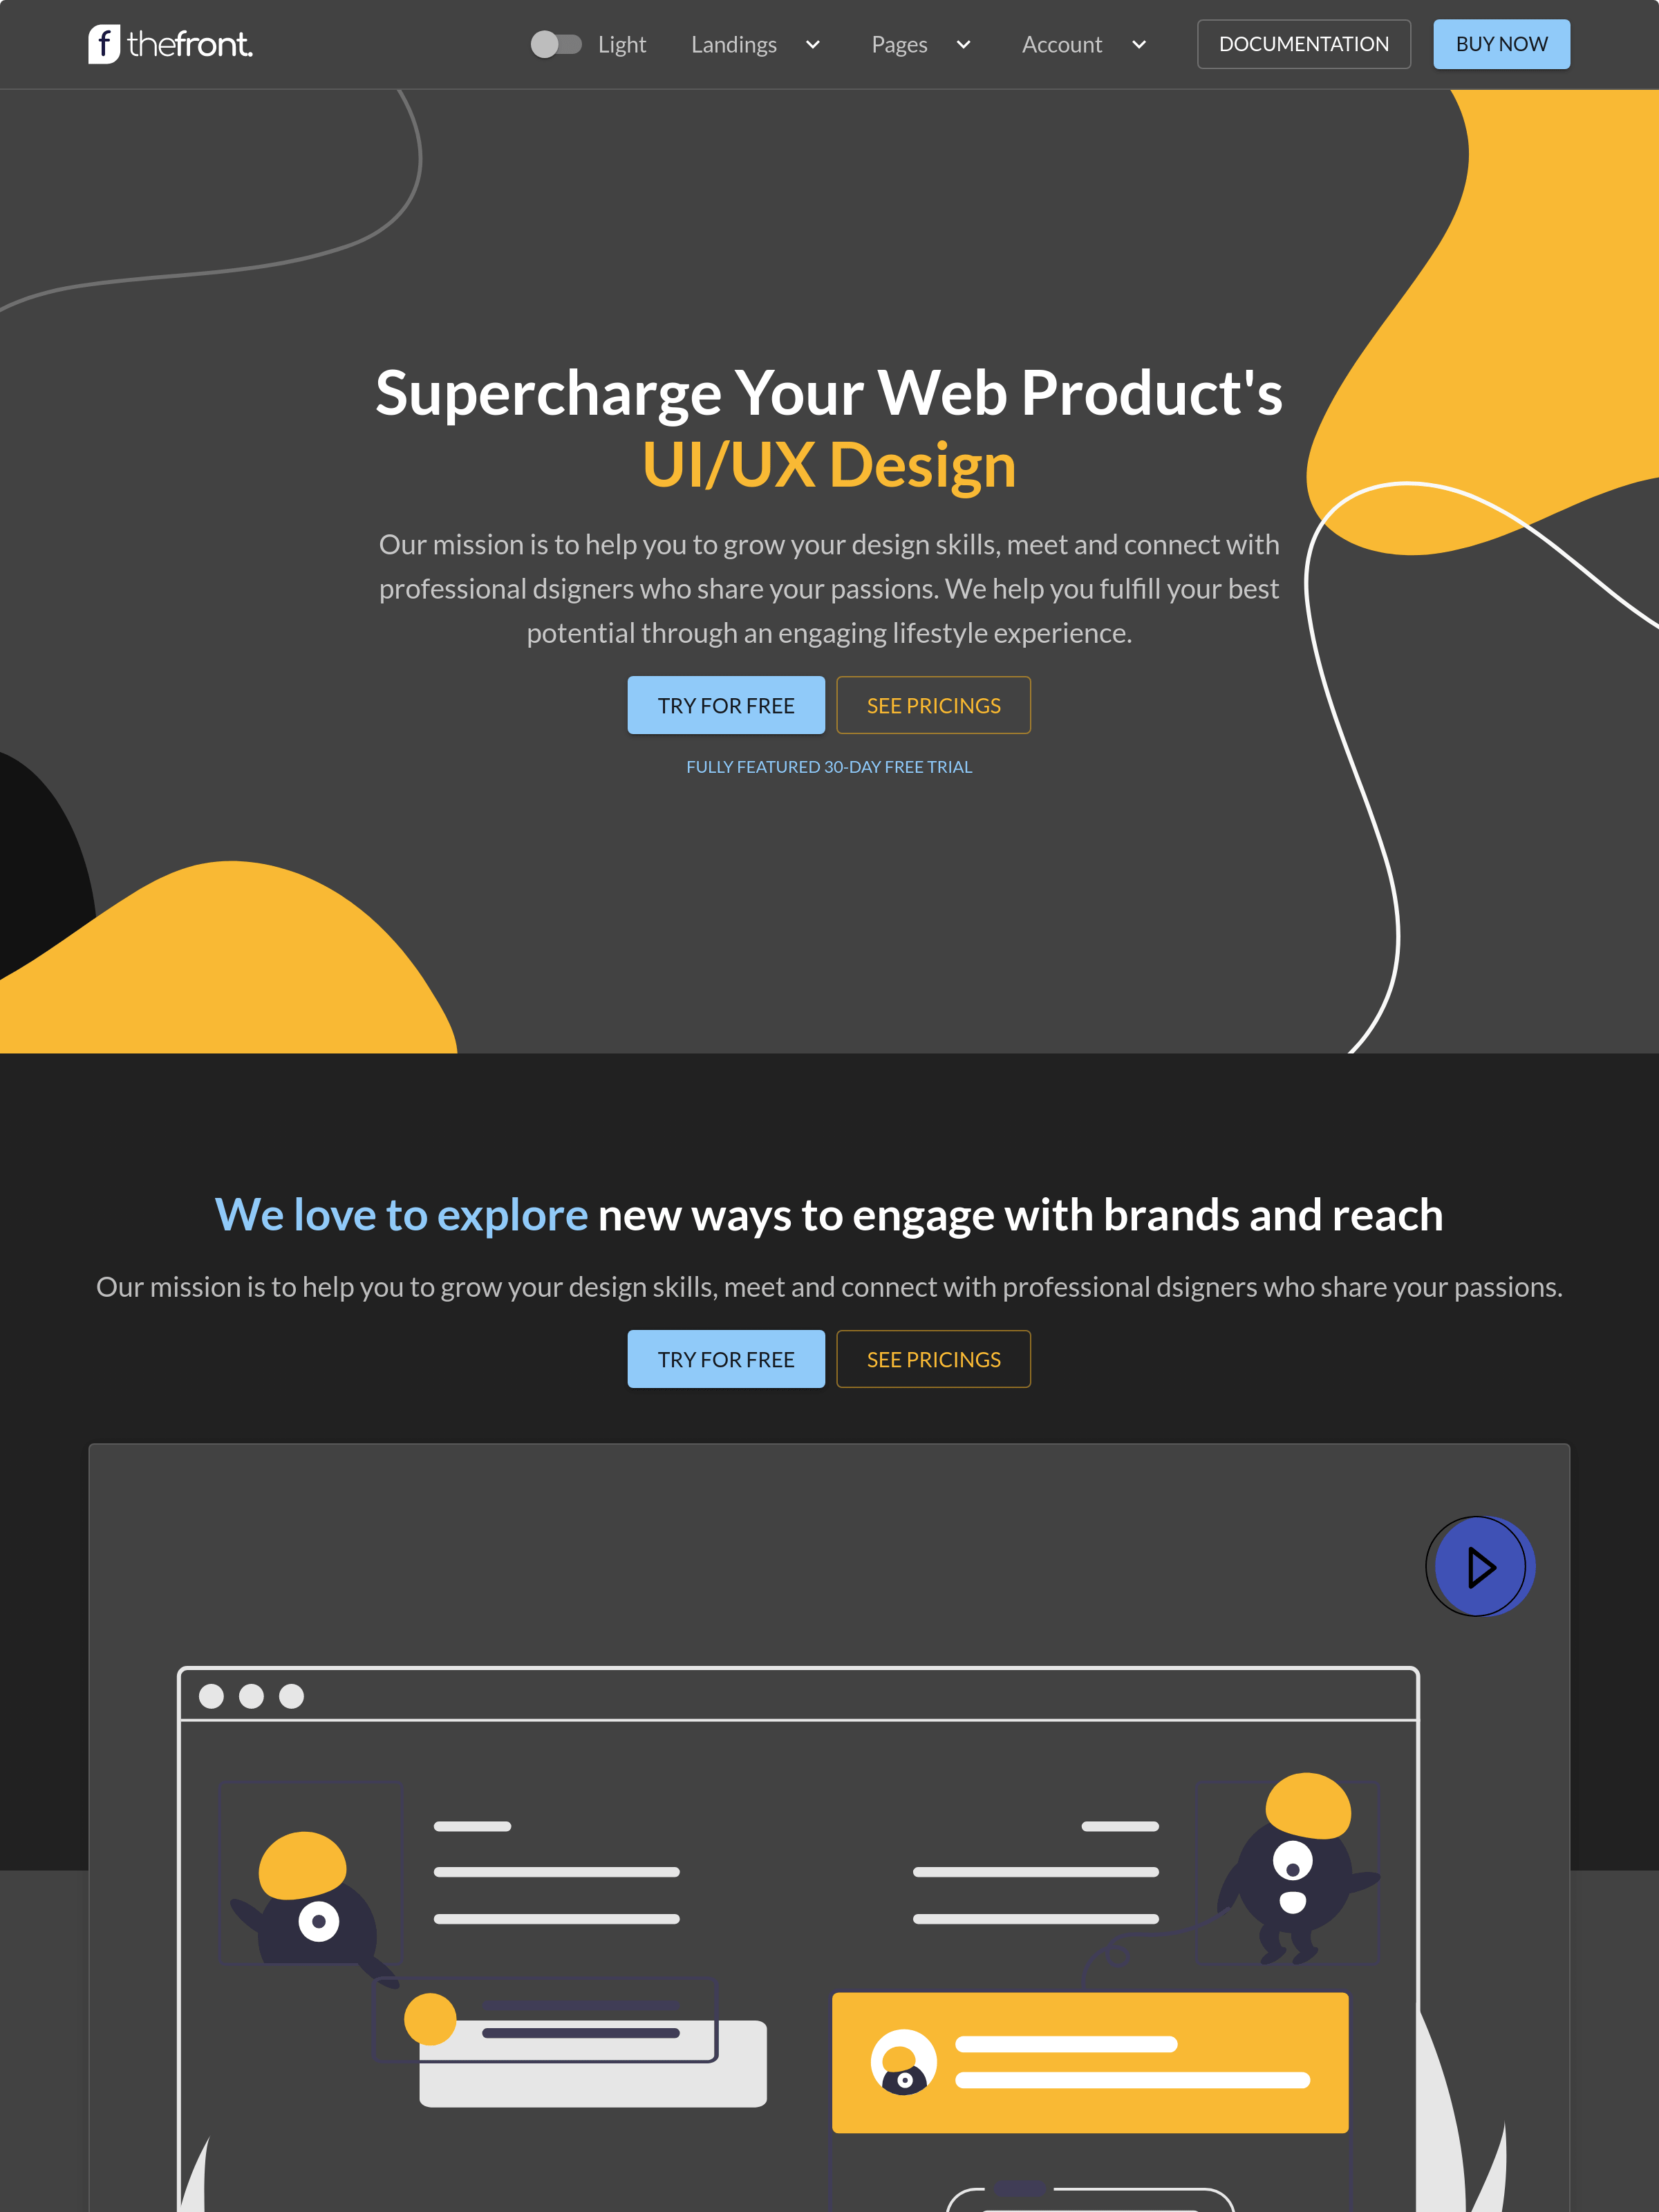 f thefront.
Light
Landings
Pages
Account
DOCUMENTATION
BUY NOW
Supercharge Your Web Product's
UI/UX Design
Our mission is to help you to grow your design skills, meet and connect with
professional dsigners who share your passions. We help you fulfill your best
potential through an engaging lifestyle experience.
TRY FOR FREE
SEE PRICINGS
FULLY FEATURED 30-DAY FREE TRIAL
We love to explore new ways to engage with brands and reach
Our mission is to help you to grow your design skills, meet and connect with professional dsigners who share your passions.
TRY FOR FREE
SEE PRICINGS